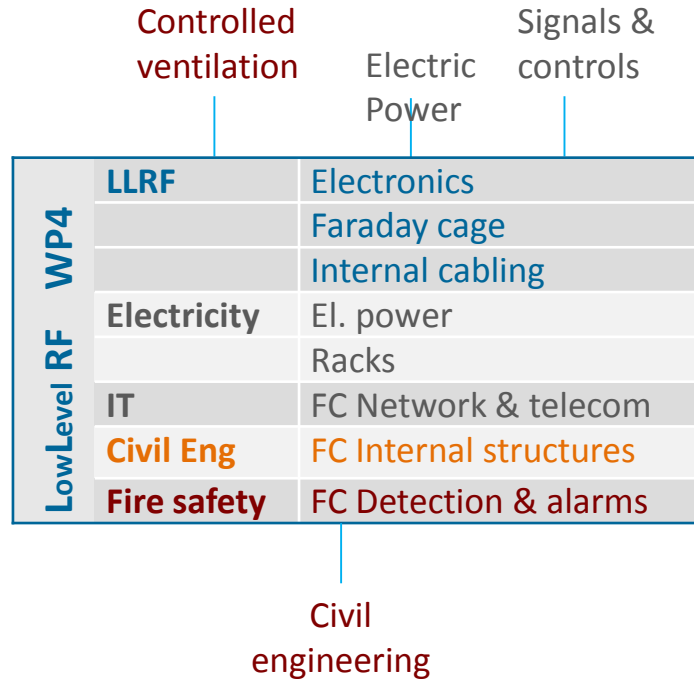 Controlled
ventilation
Electric
Power
Signals &
controls
LowLevel RF WP4
LLRF Electronics
Faraday cage
Internal cabling
Electricity El. power
Racks
IT FC Network & telecom
Civil Eng FC Internal structures
Fire safety FC Detection & alarms
Civil
engineering